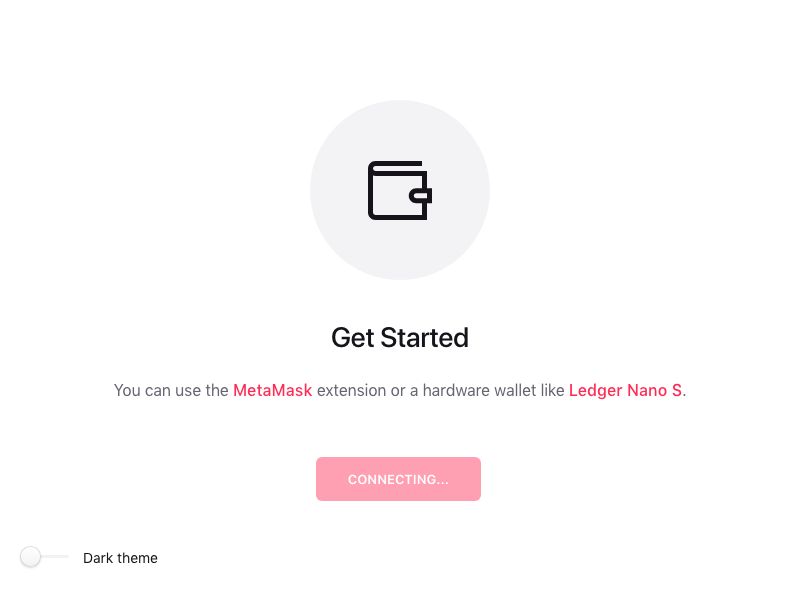 Get Started
You can use the MetaMask extension or a hardware wallet like Ledger Nano S.
CONNECTING...
Dark theme